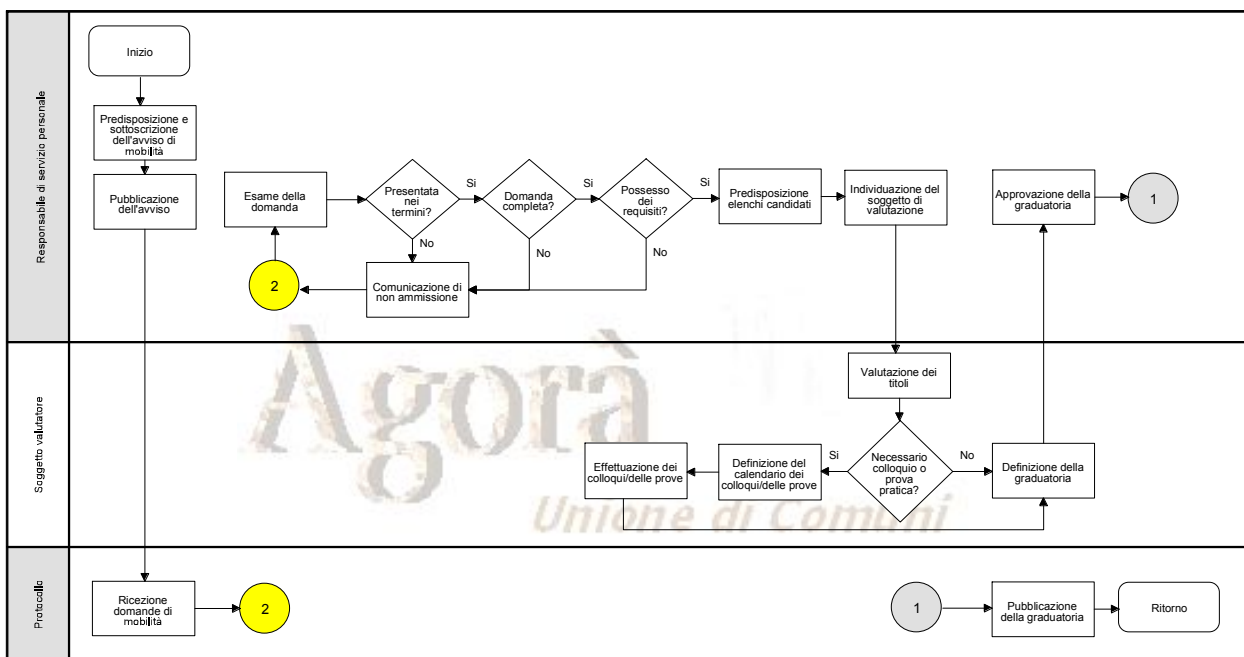 Responsabile di servizio personale
Inizio
Predisposizione e
sottoscrizione
dell'avviso di
mobilità
Pubblicazione
dell'avviso
Esame della
domanda
Presentata
nei
termini?
Si
No
Domanda
completa?
Si
No
Possesso
dei
requisiti?
Si
No
Predisposizione
elenchi candidati
Individuazione del
soggetto di
valutazione
Approvazione della
graduatoria
1
2
Comunicazione di
non ammissione
Soggetto valutatore
Agorà
Unione di Comuni
Valutazione dei
titoli
Necessario
colloquio o
prova
pratica?
Si
No
Definizione del
calendario dei
colloqui/delle prove
Effettuazione dei
colloqui/delle prove
Definizione della
graduatoria
Protocollo
Ricezione
domande di
mobilità
2
1
Pubblicazione
della graduatoria
Ritorno